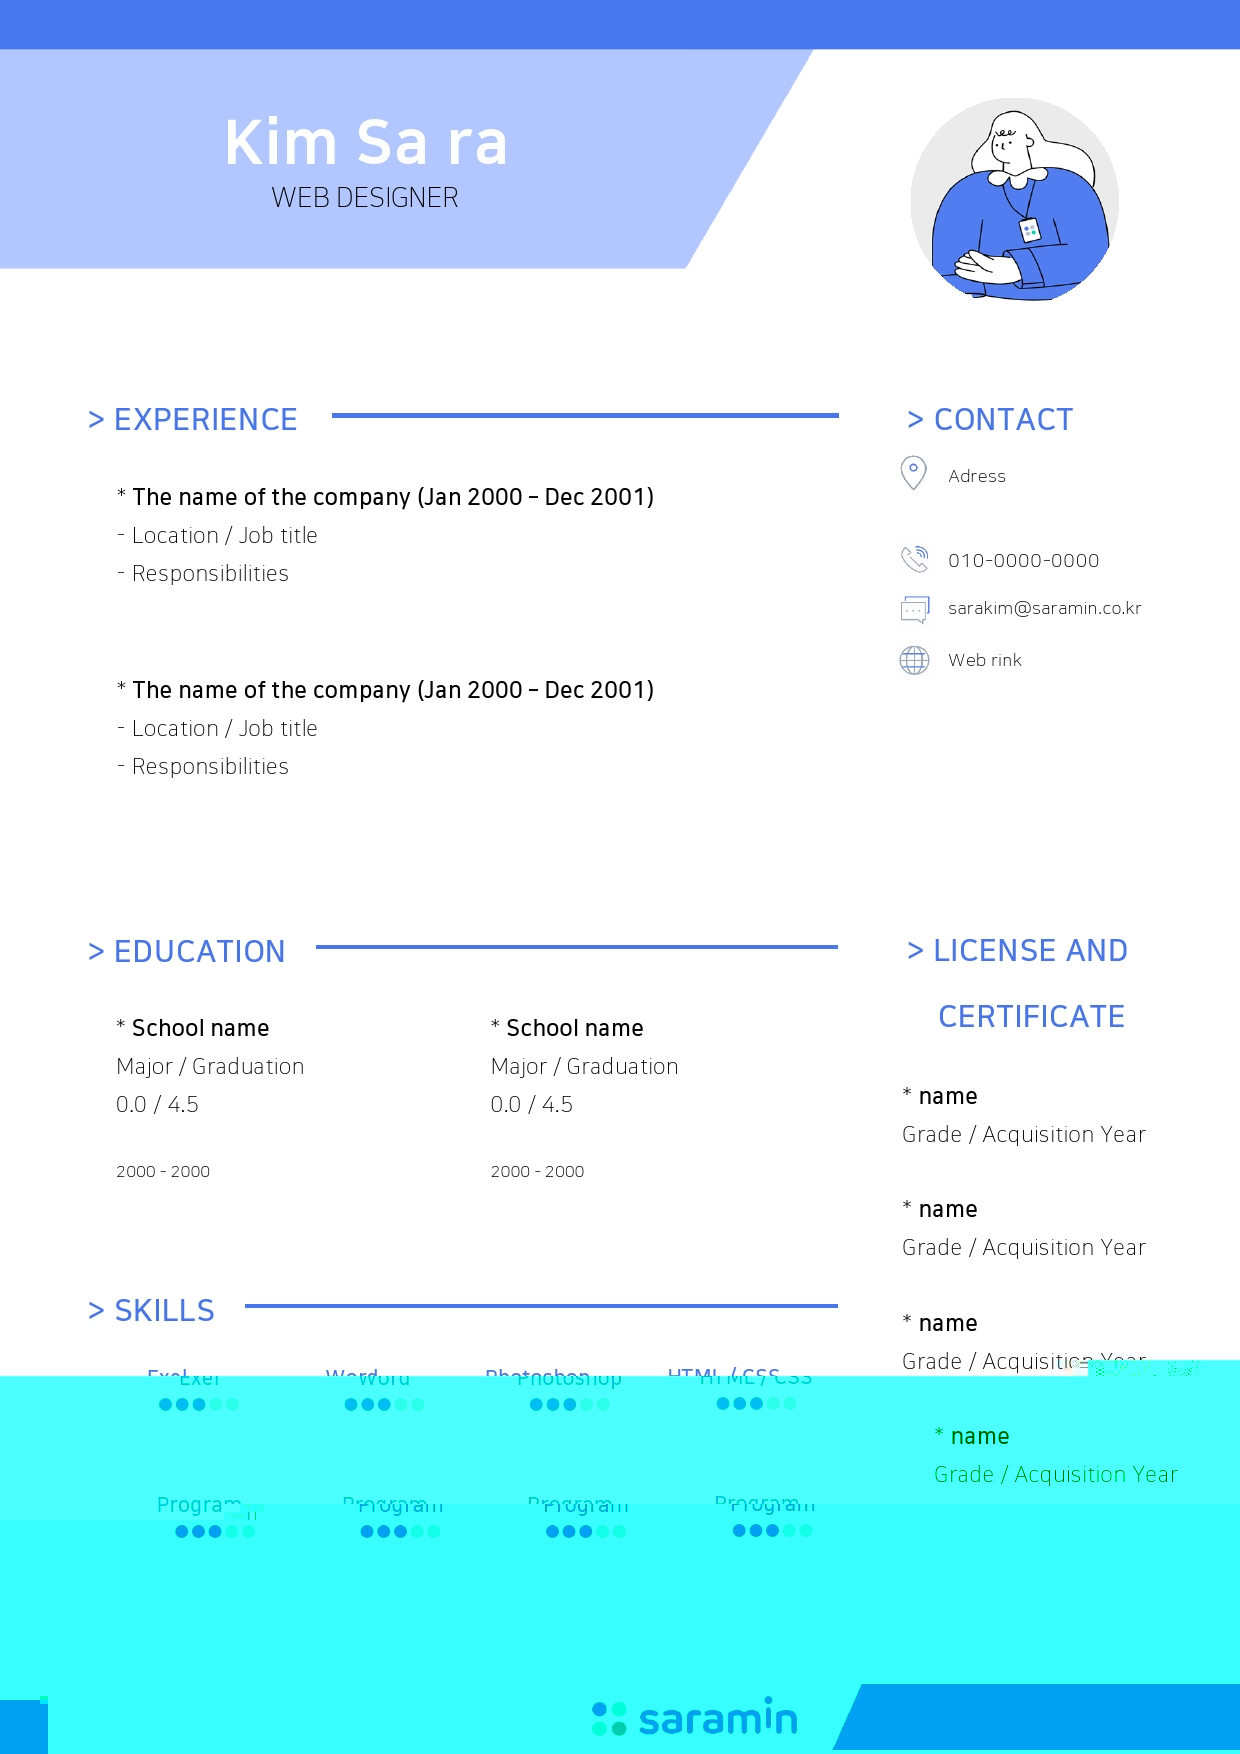 Kim Sa ra
WEB DESIGNER
> EXPERIENCE
* The name of the company (Jan 2000 – Dec 2001)
- Location / Job title
- Responsibilities
* The name of the company (Jan 2000 – Dec 2001)
- Location / Job title
- Responsibilities
> CONTACT
Adress
010-0000-0000
sarakim@saramin.co.kr
Web rink
> EDUCATION
* School name
Major / Graduation
0.0 / 4.5
2000 - 2000
* School name
Major / Graduation
0.0 / 4.5
2000 - 2000
> LICENSE AND
CERTIFICATE
* name
Grade / Acquisition Year
* name
Grade / Acquisition Year
* name
Grade / Acquisition Year
* name
Grade / Acquisition Year
> SKILLS
Exel
Word
Photoshop
HTML / CSS
Program
Program
Program
Program
saramin